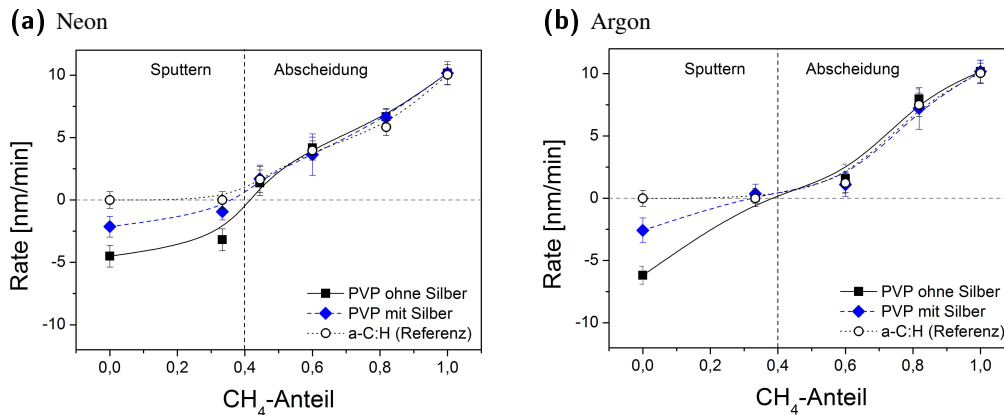 (a) Neon
Sputtern Abscheidung
10
5
0
-5
-10
Rate [nm/min]
PVP ohne Silber
PVP mit Silber
a-C:H (Referenz)
0,0 0,2 0,4 0,6 0,8 1,0
CH4-Anteil
(b) Argon
Sputtern Abscheidung
10
5
0
-5
-10
Rate [nm/min]
PVP ohne Silber
PVP mit Silber
a-C:H (Referenz)
0,0 0,2 0,4 0,6 0,8 1,0
CH4-Anteil